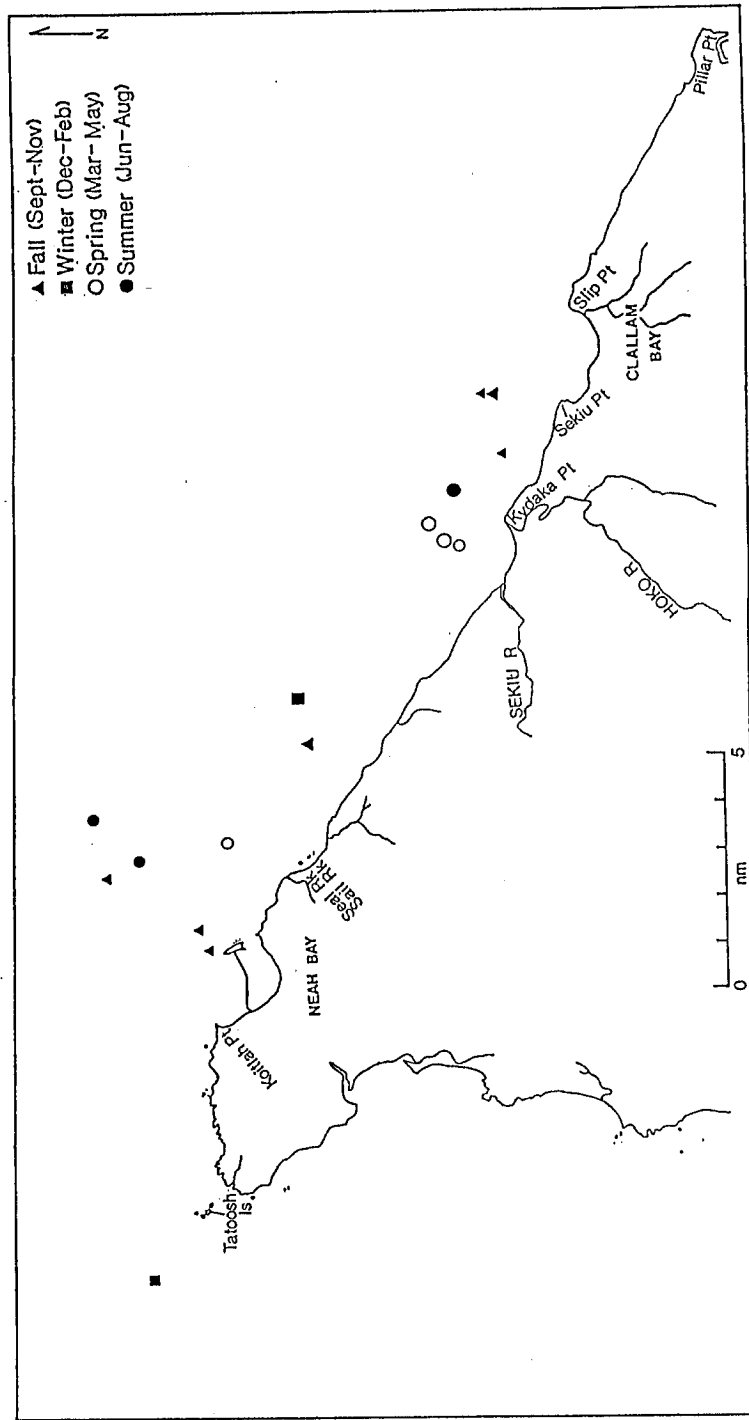 N
▲ Fall (Sept-Nov)
■ Winter (Dec-Feb)
○ Spring (Mar-May)
● Summer (Jun-Aug)
Tatoosh
Is.
Koitlah Pt
NEAH BAY
Seal Rk
Sail Rk
SEKIU R
HOKO R
Kydaka Pt
Sekiu Pt
CLALLAM
BAY
Slip Pt
Pillar Pt
0
nm
5